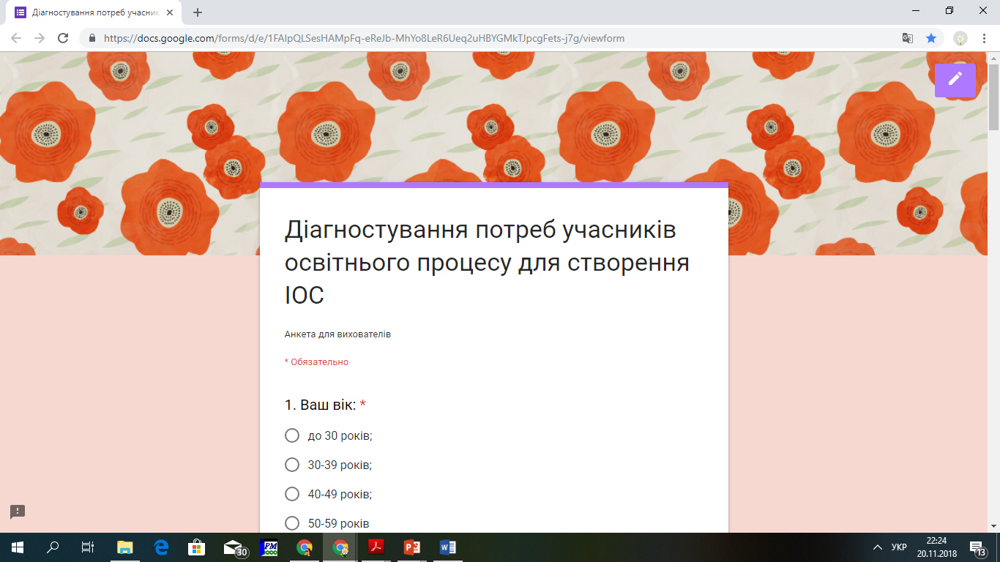 Діагностування потреб учасник
https://docs.google.com/forms/d/e/1FAIpQLSesHAMpFq-eReJb-MhYo8LeR6Ueq2uHBYGMkTJpcgFets-j7g/viewform
Діагностування потреб учасників
освітнього процесу для створення
ІОС
Анкета для вихователів
* Обязательно
1. Ваш вік: *
до 30 років;
30-39 років;
40-49 років;
50-59 років
30
PM
УКР
22:24
20.11.2018
13